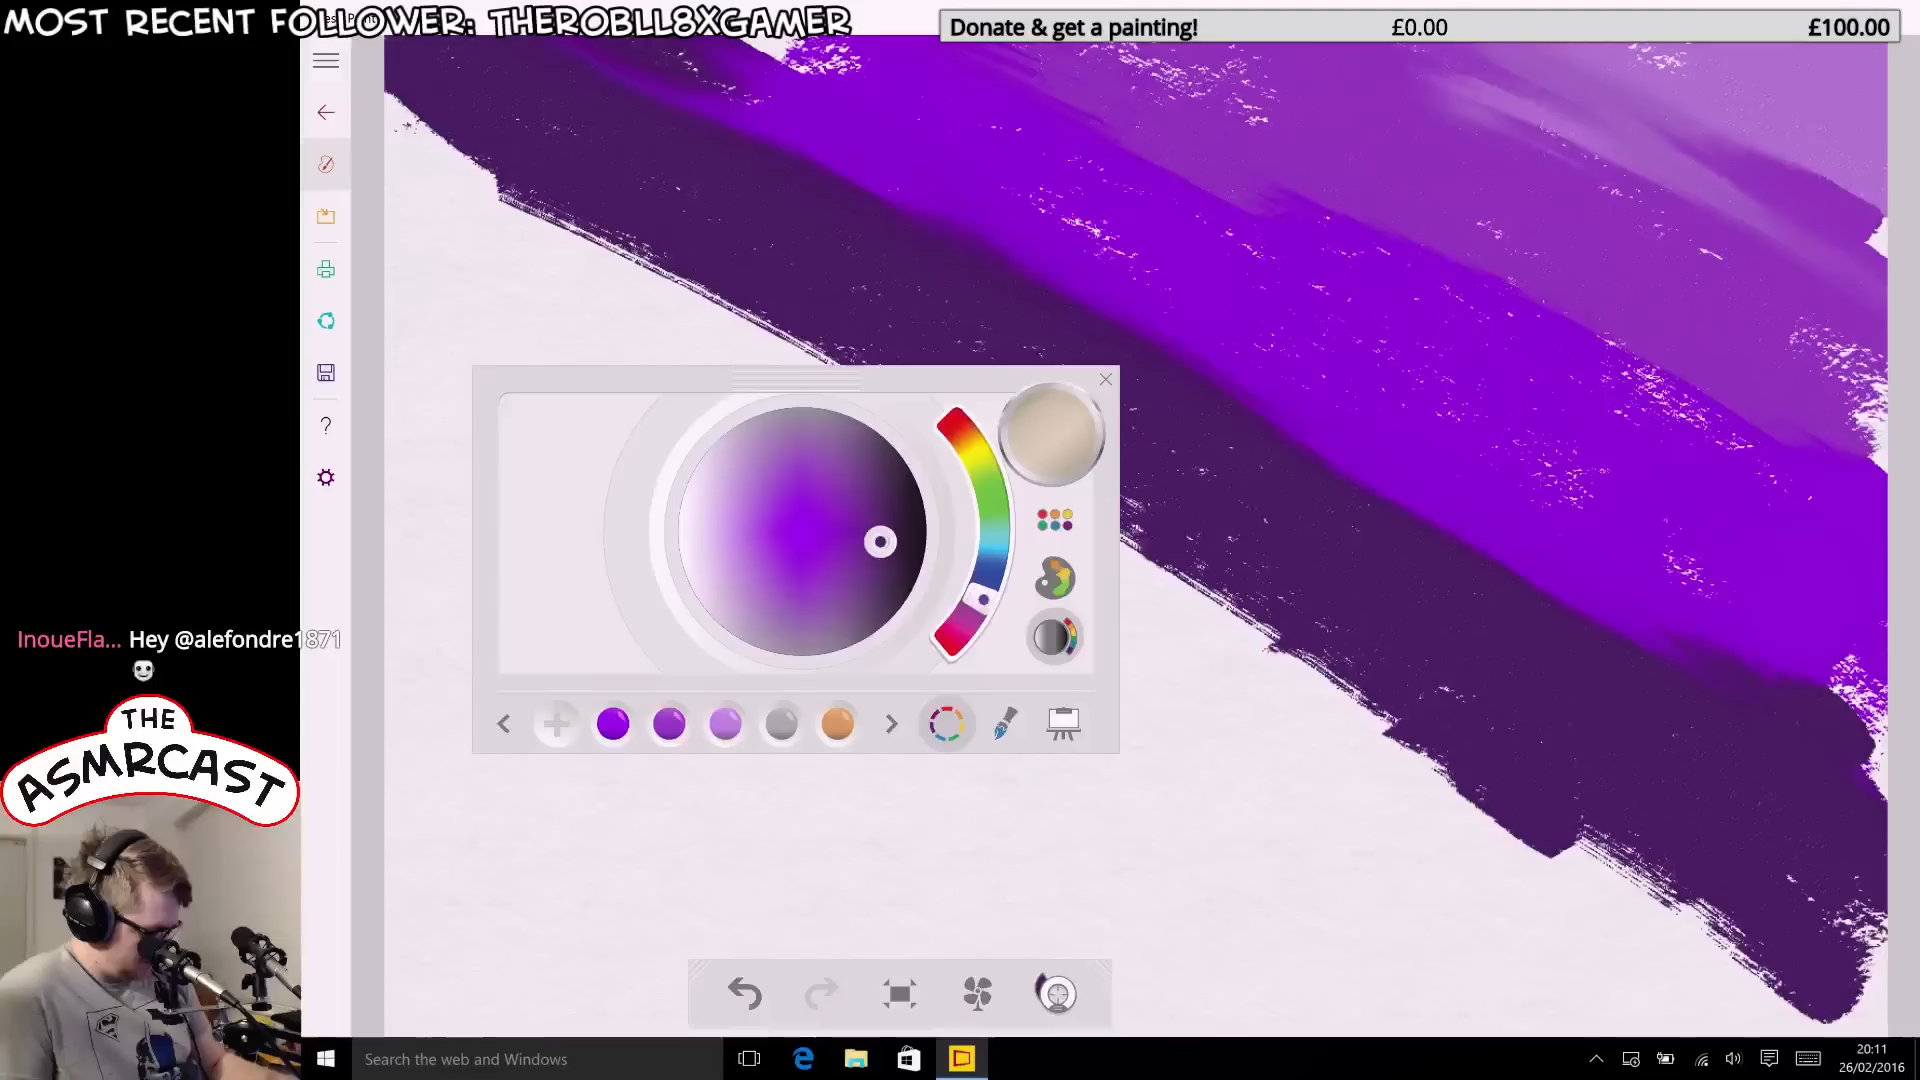 MOST RECENT FOLLOWER: THEROBLL8XGAMER
Donate & get a painting! £0.00 £100.00
InoueFla... Hey @alefondre1871
THE
ASMRCAST
Search the web and Windows
20:11
26/02/2016